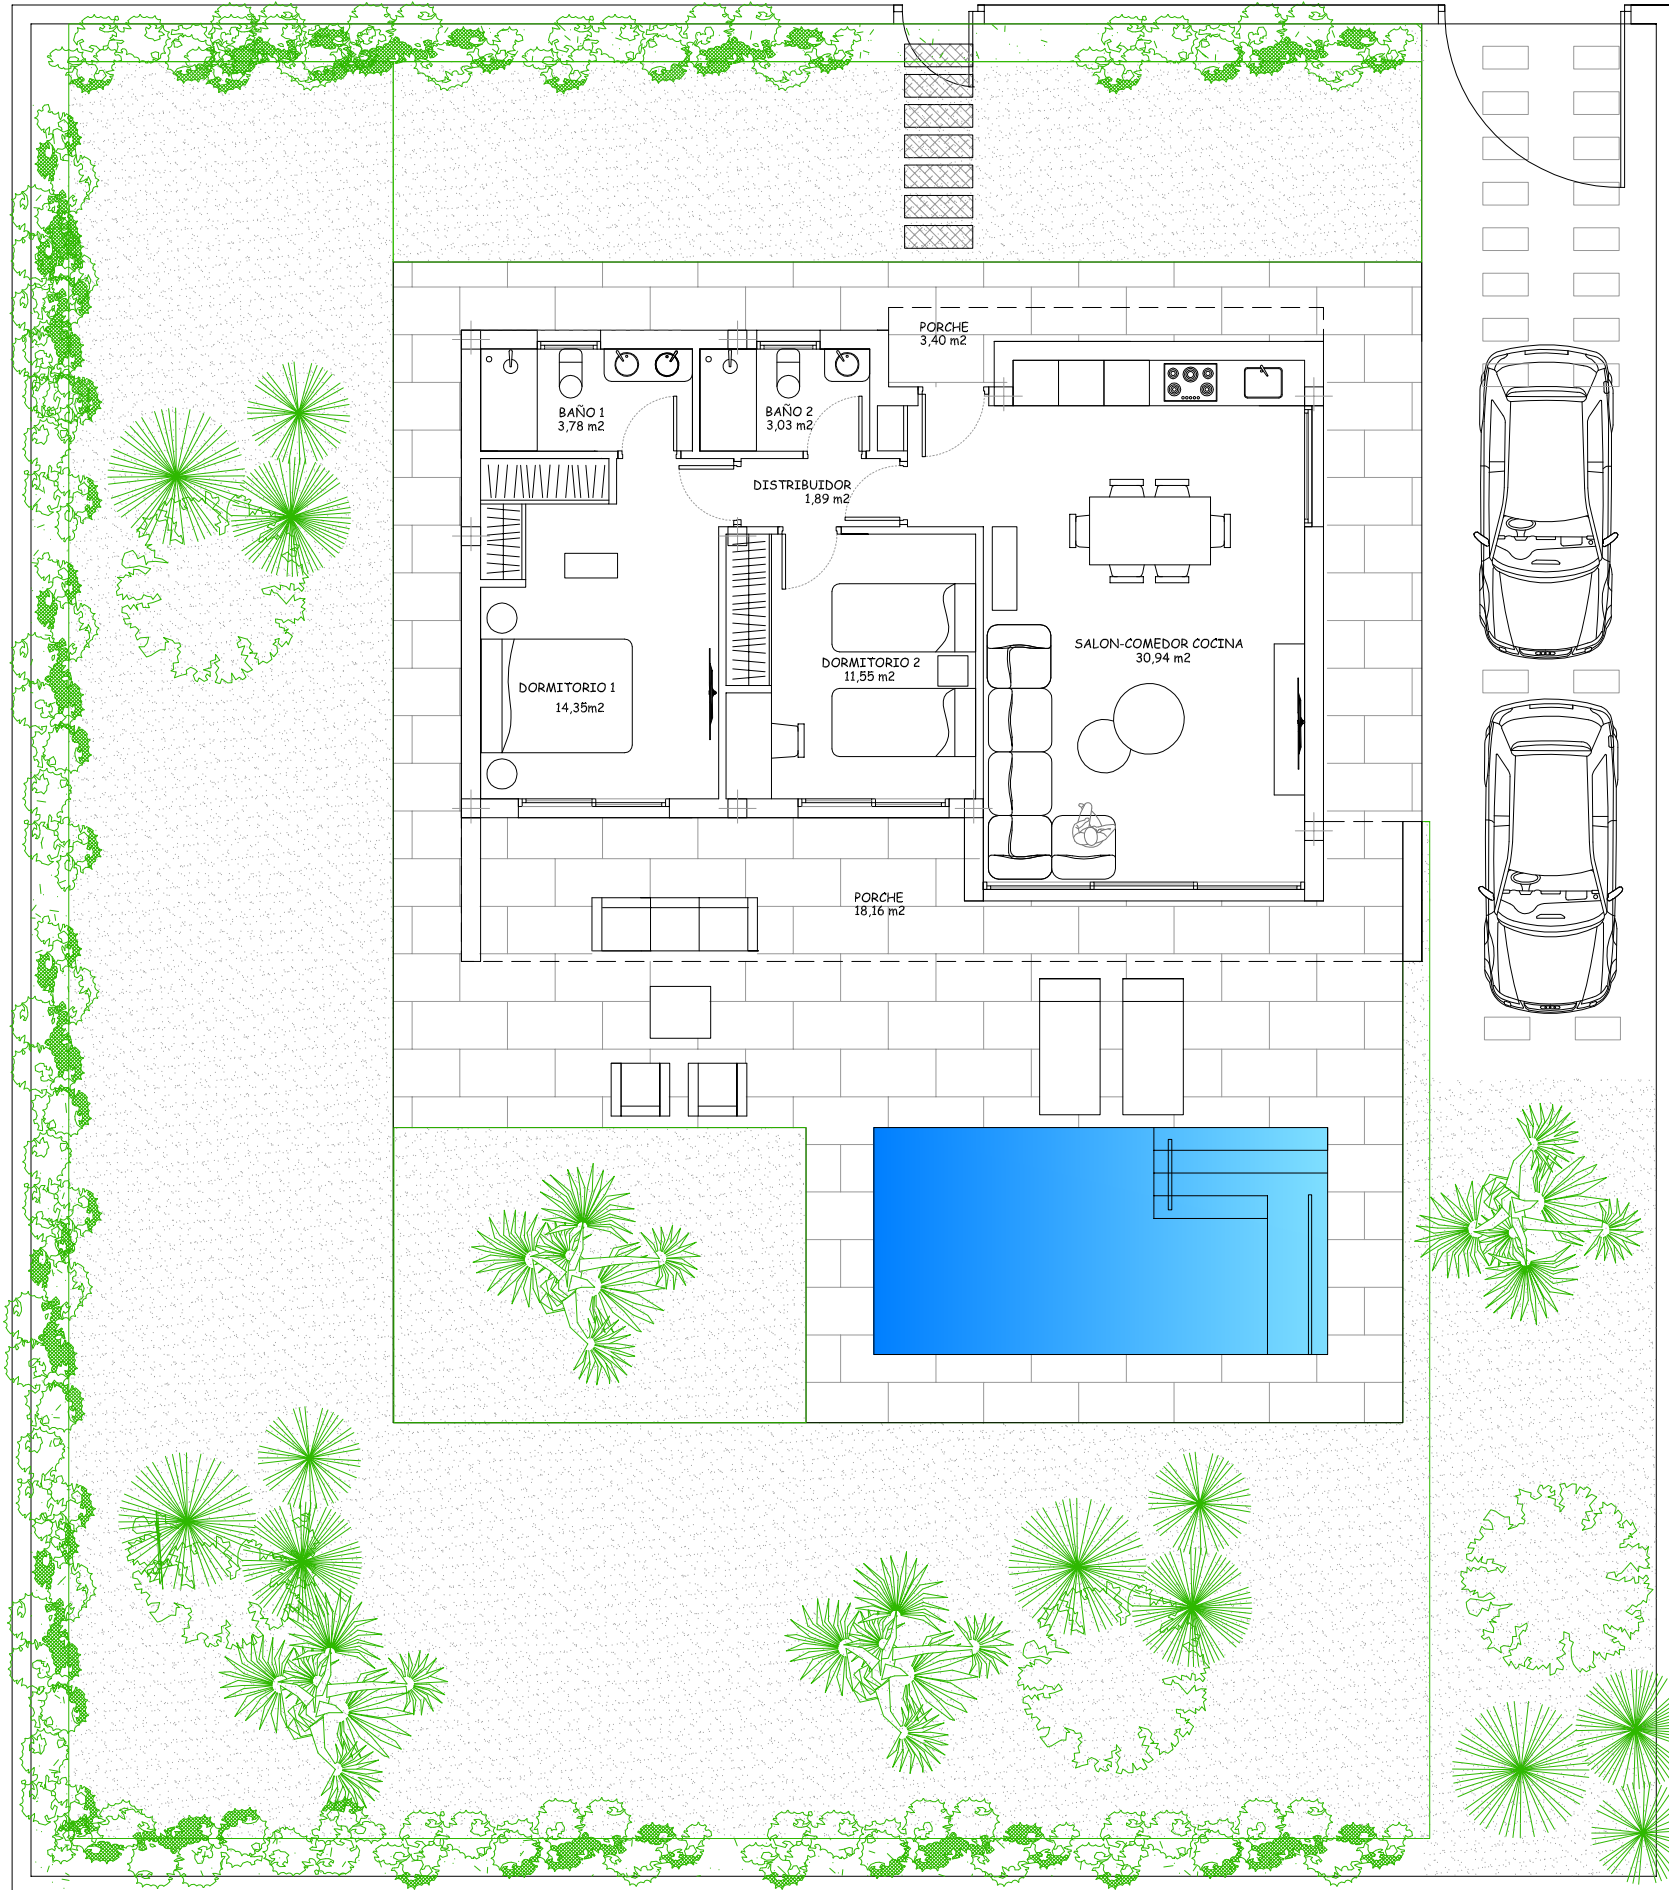 PORCHE
3,40 m2
BAÑO 1
3,78 m2
BAÑO 2
3,03 m2
DISTRIBUIDOR
1,89 m2
SALON-COMEDOR COCINA
30,94 m2
DORMITORIO 2
11,55 m2
DORMITORIO 1
14,35m2
PORCHE
18,16 m2